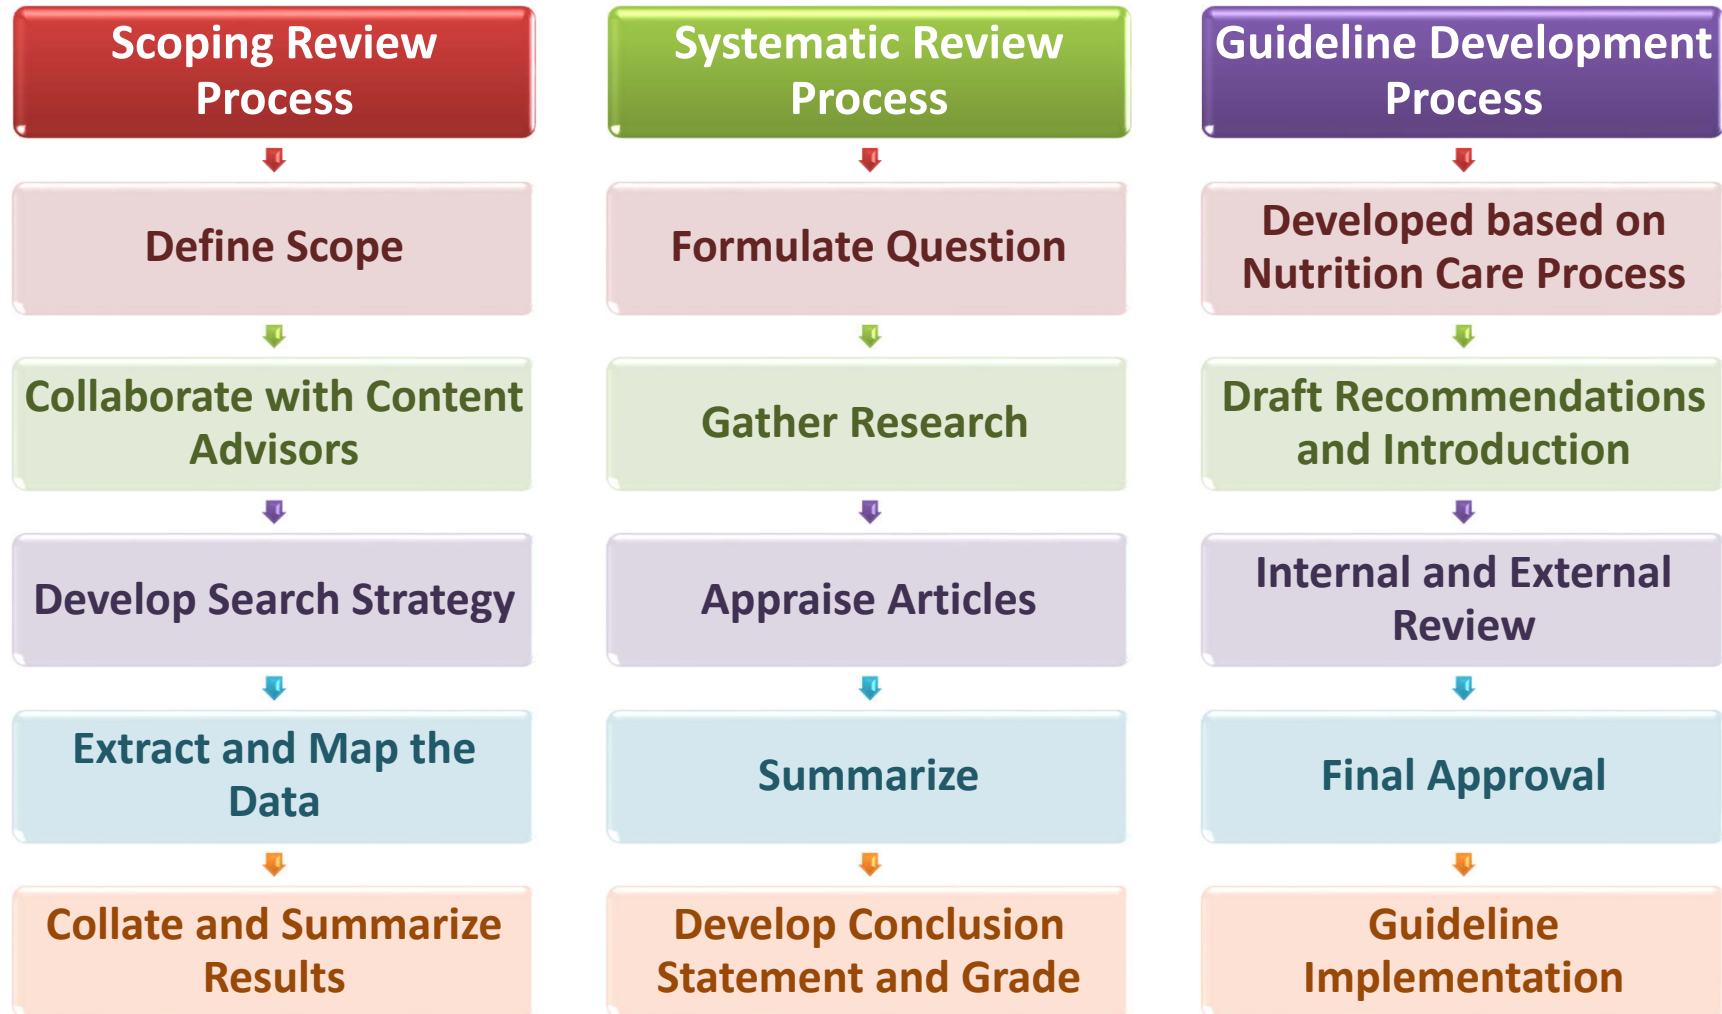 Scoping Review
Process
Define Scope
Collaborate with Content
Advisors
Develop Search Strategy
Extract and Map the
Data
Collate and Summarize
Results
Systematic Review
Process
Formulate Question
Gather Research
Appraise Articles
Summarize
Develop Conclusion
Statement and Grade
Guideline Development
Process
Developed based on
Nutrition Care Process
Draft Recommendations
and Introduction
Internal and External
Review
Final Approval
Guideline
Implementation